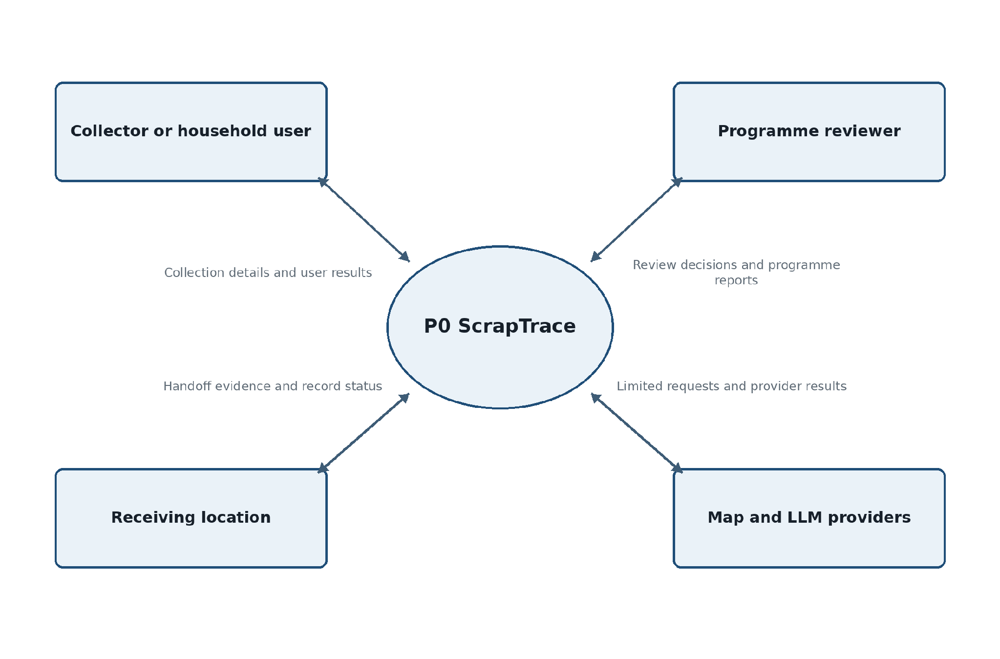 Collector or household user
Programme reviewer
Collection details and user results
Review decisions and programme
reports
P0 ScrapTrace
Handoff evidence and record status
Limited requests and provider results
Receiving location
Map and LLM providers